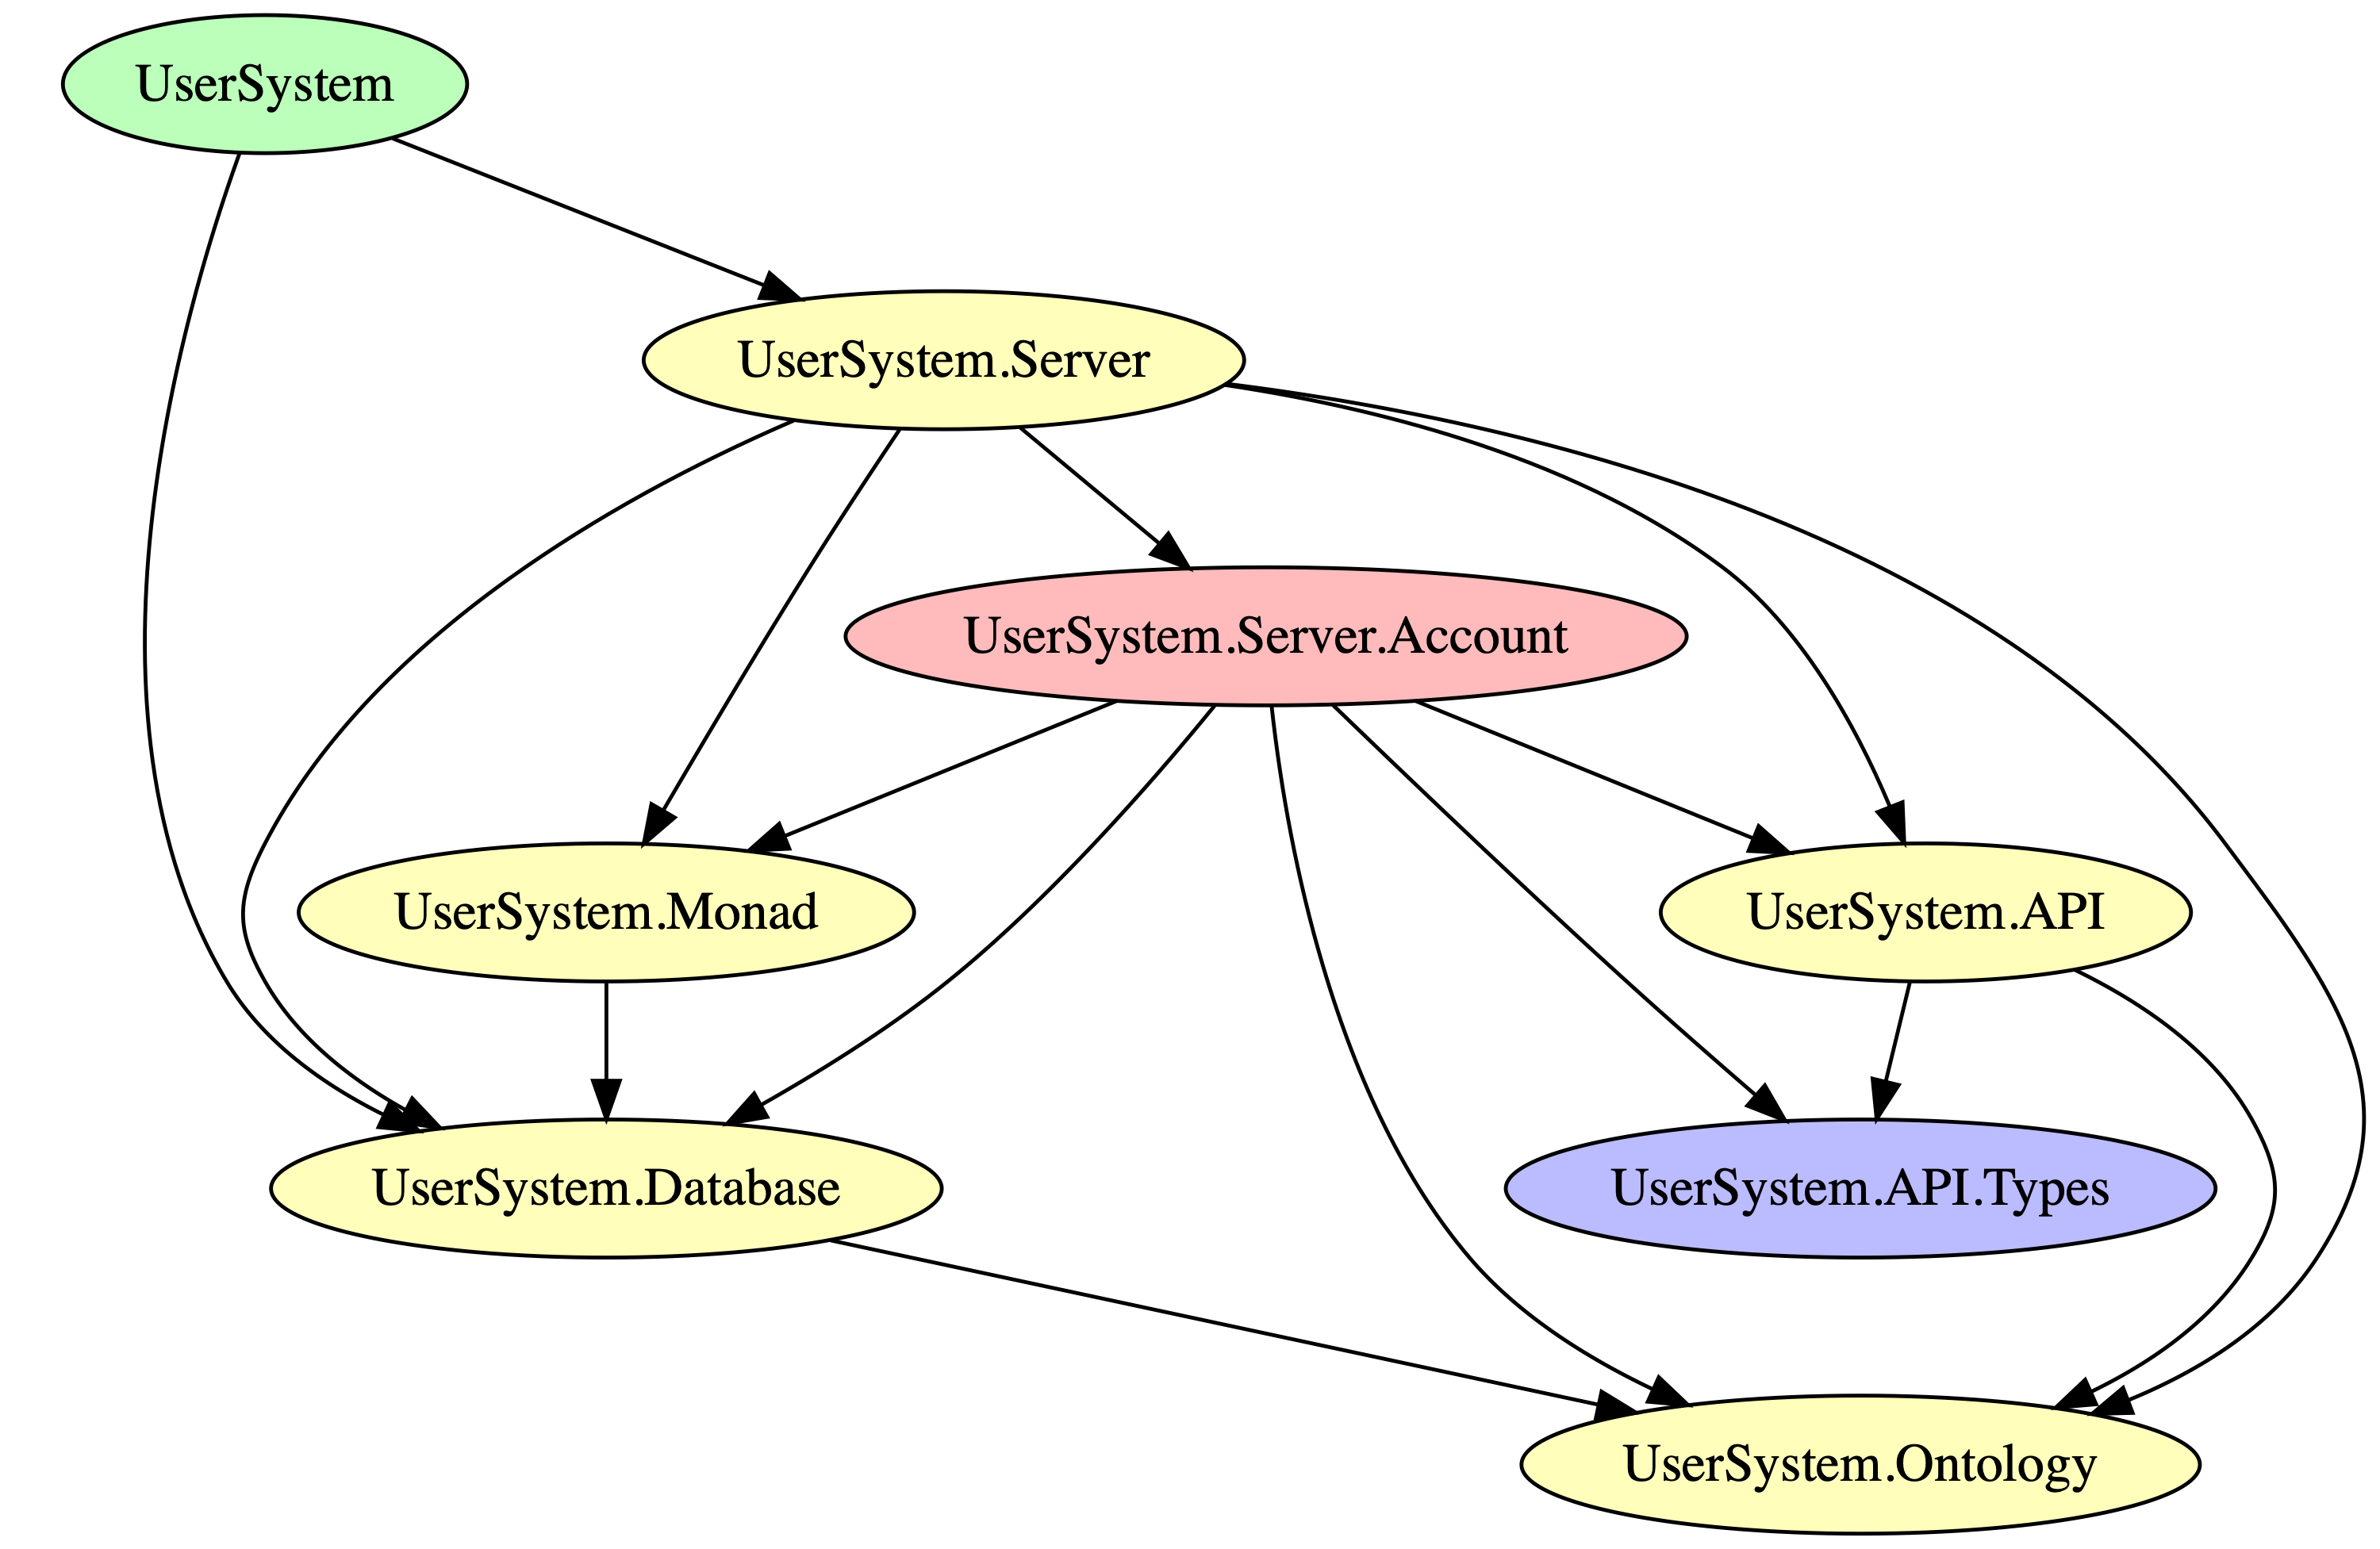 UserSystem
UserSystem.Server
UserSystem.Server.Account
UserSystem.Monad
UserSystem.API
UserSystem.Database
UserSystem.API.Types
UserSystem.Ontology